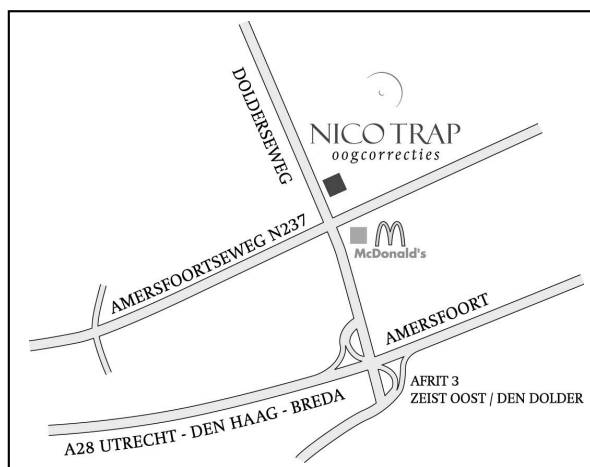 DOLDERSEWEG
NICO TRAP
oogcorrecties
AMERSFOORTSEWEG N237
McDonald's
AMERSFOORT
AFRIT 3
ZEIST OOST / DEN DOLDER
A28 UTRECHT - DEN HAAG - BREDA